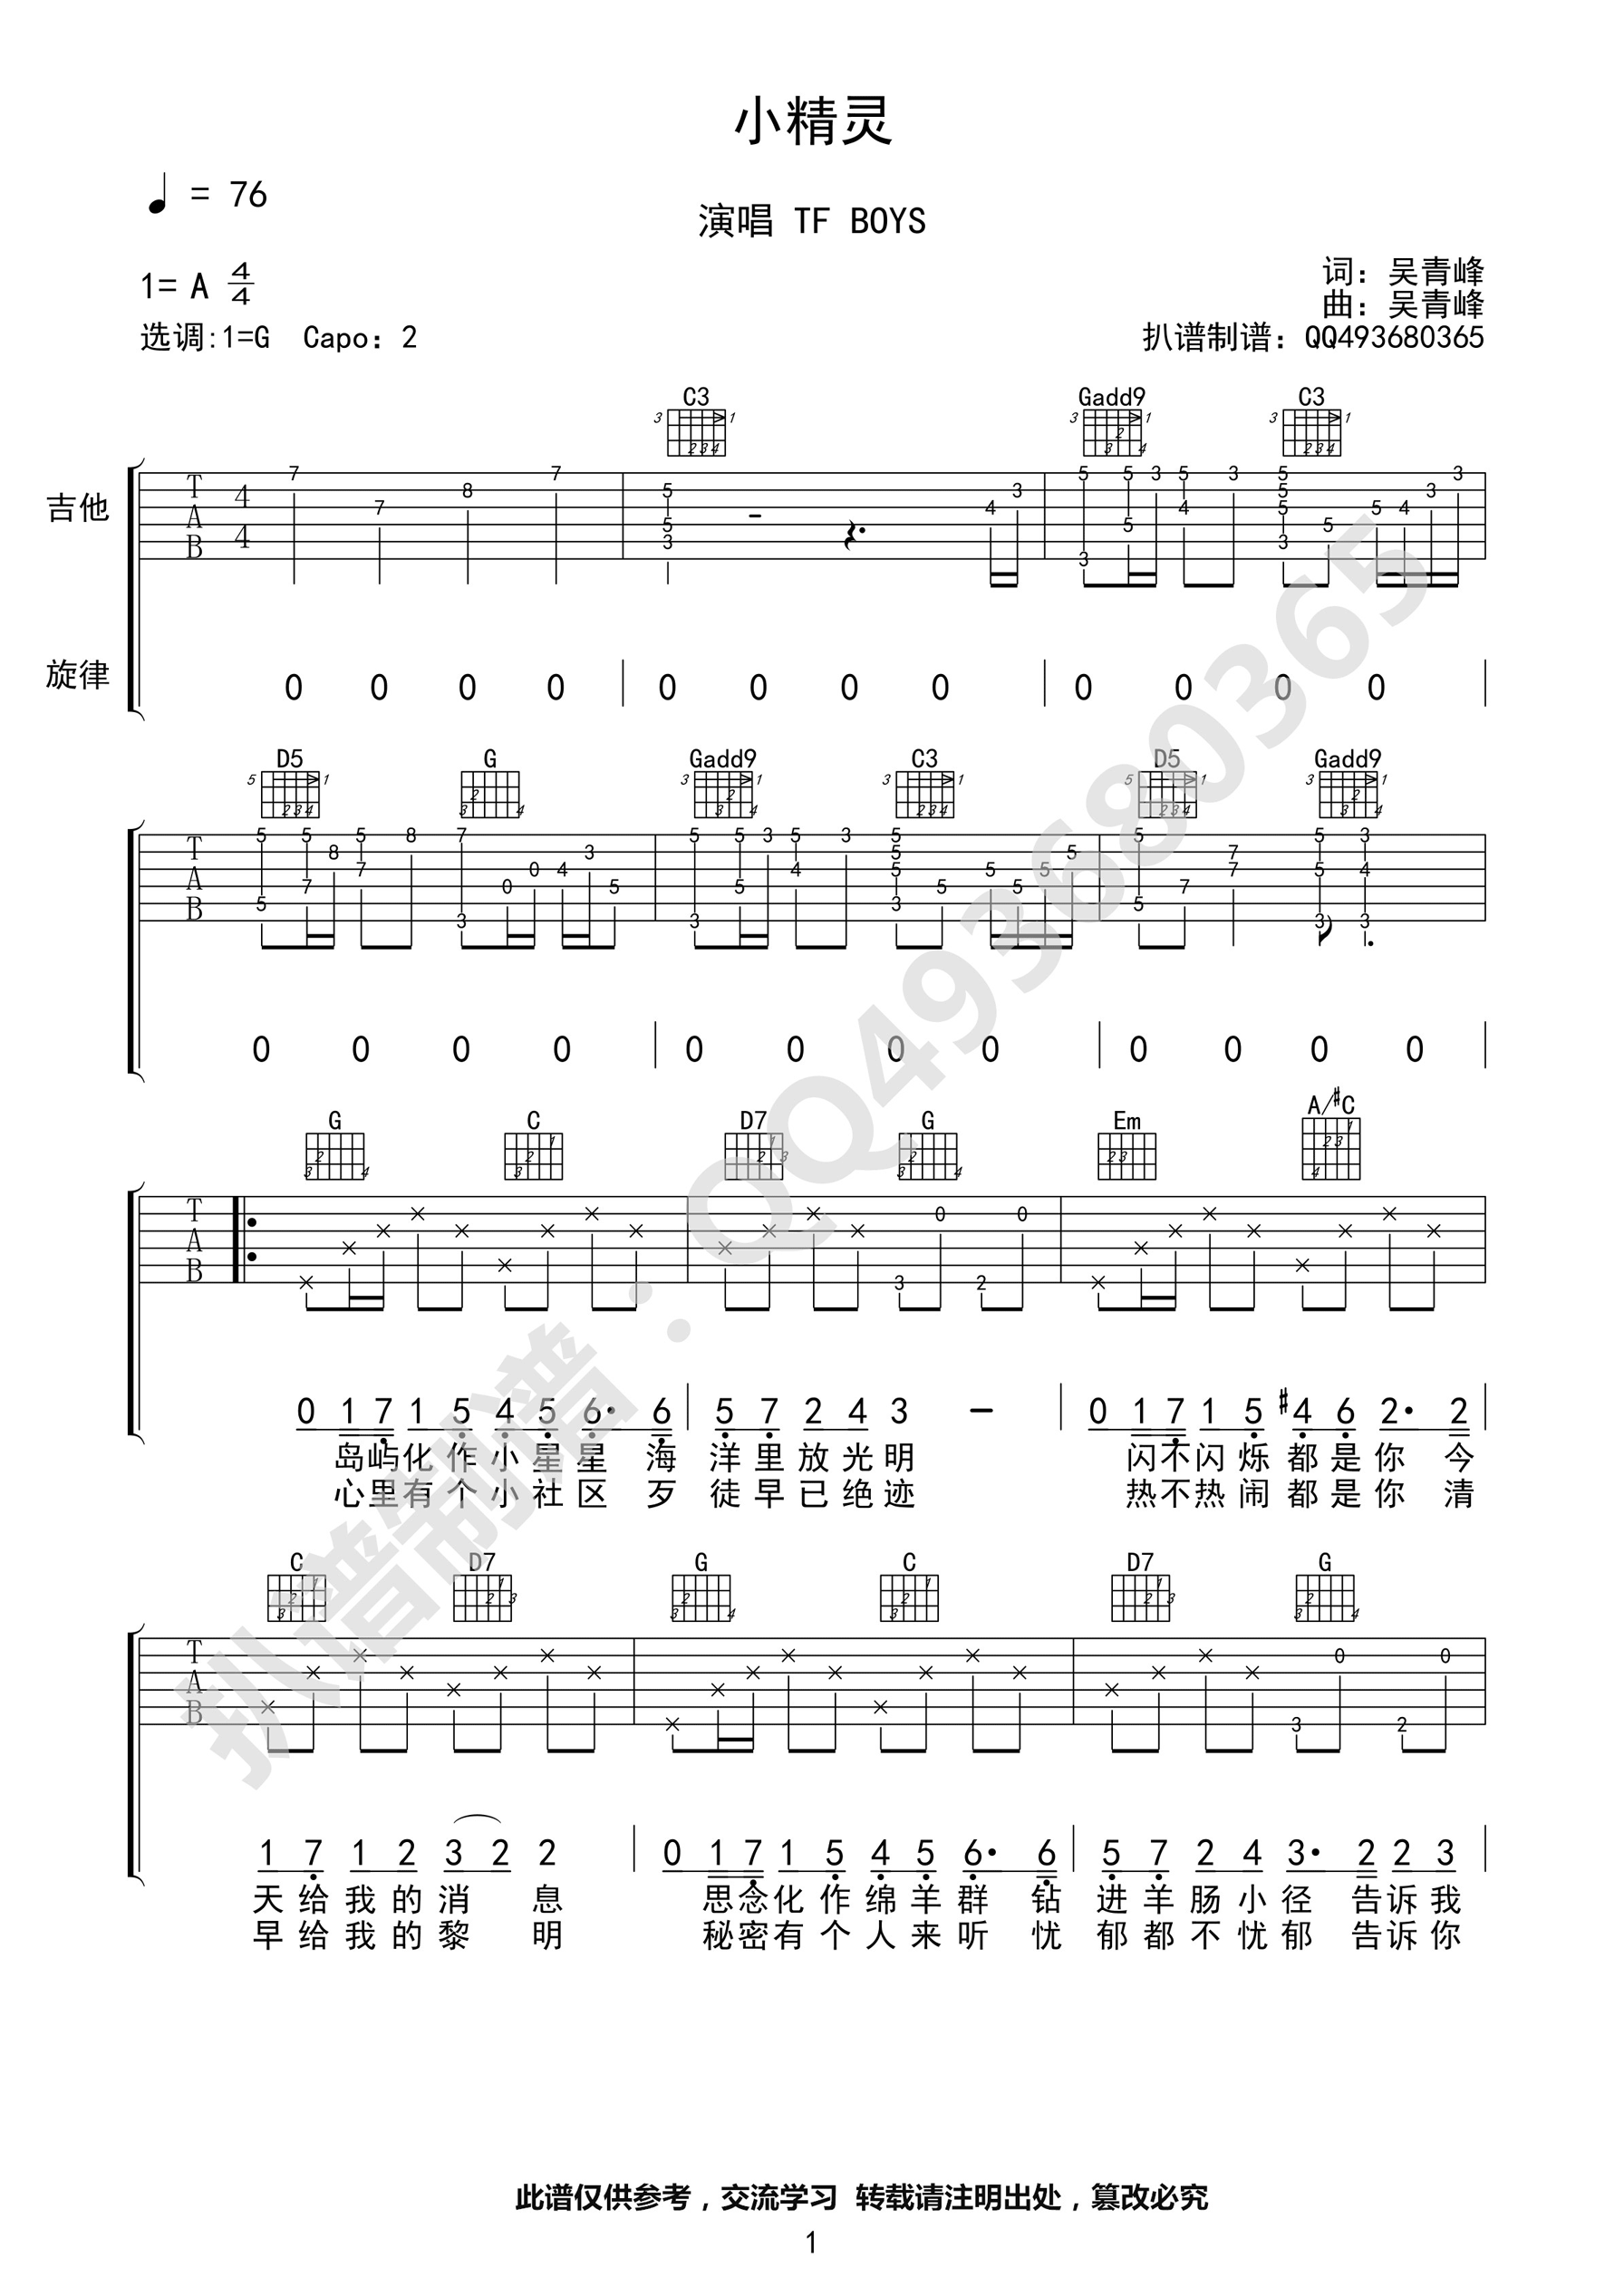 小精灵
♩ = 76
演唱 TF BOYS
1= A 4/4
词：吴青峰
曲：吴青峰
选调:1=G Capo：2
扒谱制谱：QQ493680365
C3 Gadd9 C3
吉他
旋律
0 0 0 0 0 0 0 0 0 0 0 0
D5 G Gadd9 C3 D5 Gadd9
0 0 0 0 0 0 0 0 0 0 0 0
G C D7 G Em A/#C
0 1 7 1 5 4 5 6· 6 5 7 2 4 3 - 0 1 7 1 5 #4 6 2· 2
岛屿化作小星星 海 洋里放光明 闪不闪烁都是你 今
心里有个小社区 歹 徒早已绝迹 热不热闹都是你 清
C D7 G C D7 G
1 7 1 2 3 2 2 0 1 7 1 5 4 5 6· 6 5 7 2 4 3· 2 2 3
天给我的消 息 思念化作绵羊群 钻 进羊肠小径 告诉我
早给我的黎 明 秘密有个人来听 忧 郁都不忧郁 告诉你
扒谱制谱：QQ493680365
此谱仅供参考，交流学习 转载请注明出处，篡改必究
1